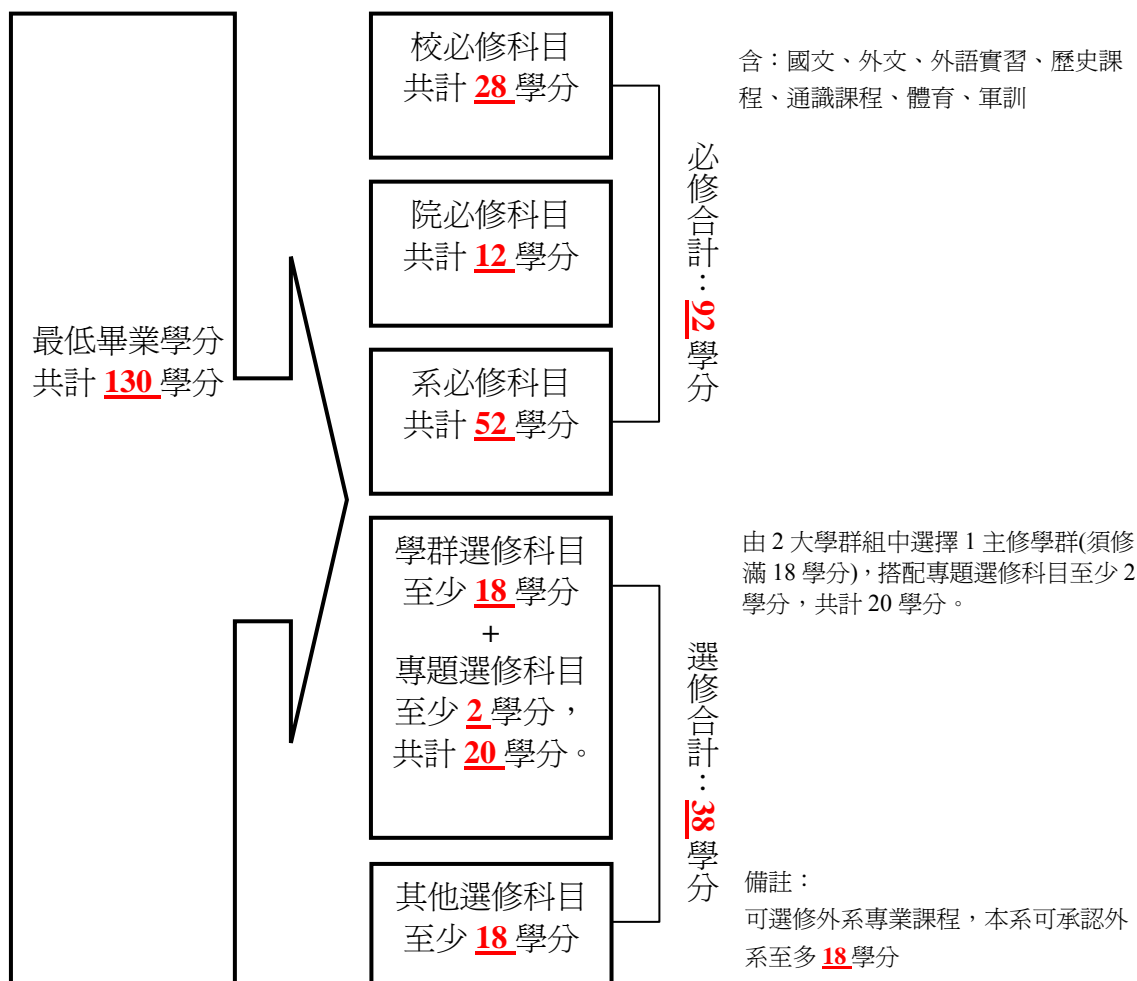 最低畢業學分
共計 130 學分
校必修科目
共計 28 學分
含：國文、外文、外語實習、歷史課
程、通識課程、體育、軍訓
院必修科目
共計 12 學分
系必修科目
共計 52 學分
必修合計：92 學分
學群選修科目
至少 18 學分
+
專題選修科目
至少 2 學分，
共計 20 學分。
由 2 大學群組中選擇 1 主修學群(須修
滿 18 學分)，搭配專題選修科目至少 2
學分，共計 20 學分。
選修合計：38 學分
其他選修科目
至少 18 學分
備註：
可選修外系專業課程，本系可承認外
系至多 18 學分